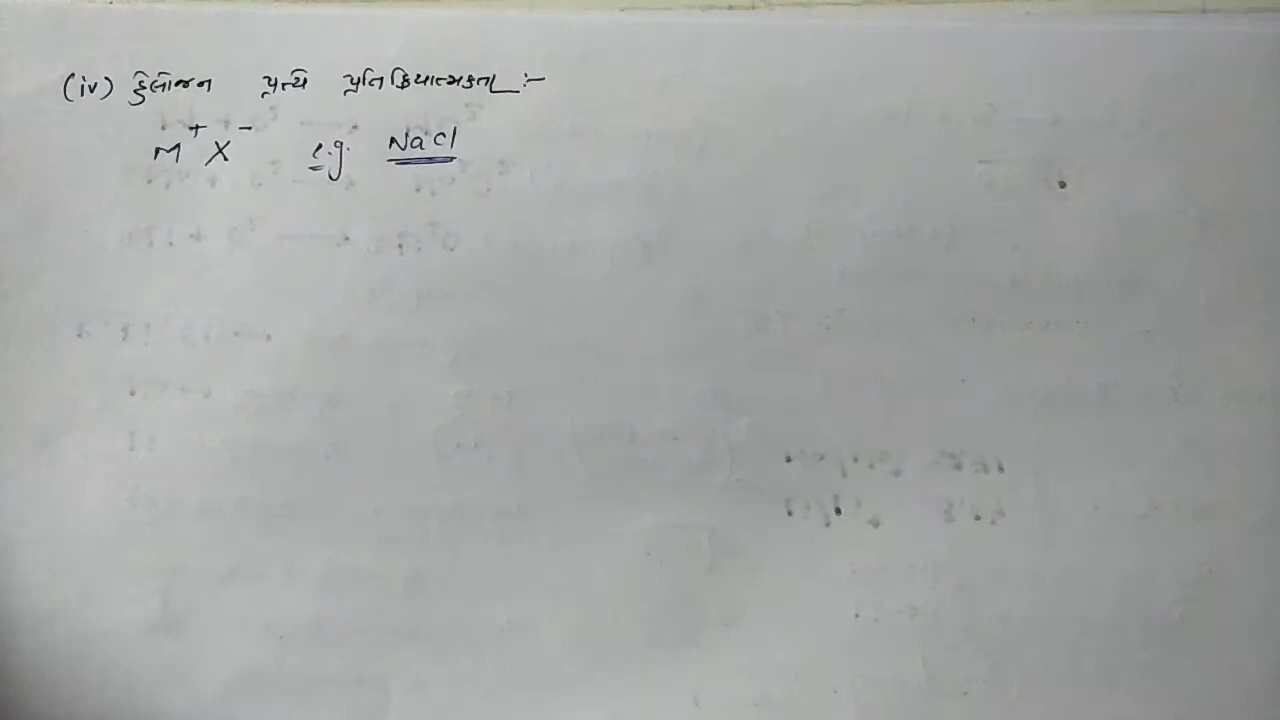 (iv) હેલોજન પ્રત્યે પ્રતિક્રિયાત્મકતા :-
M⁺ X⁻ e.g. NaCl